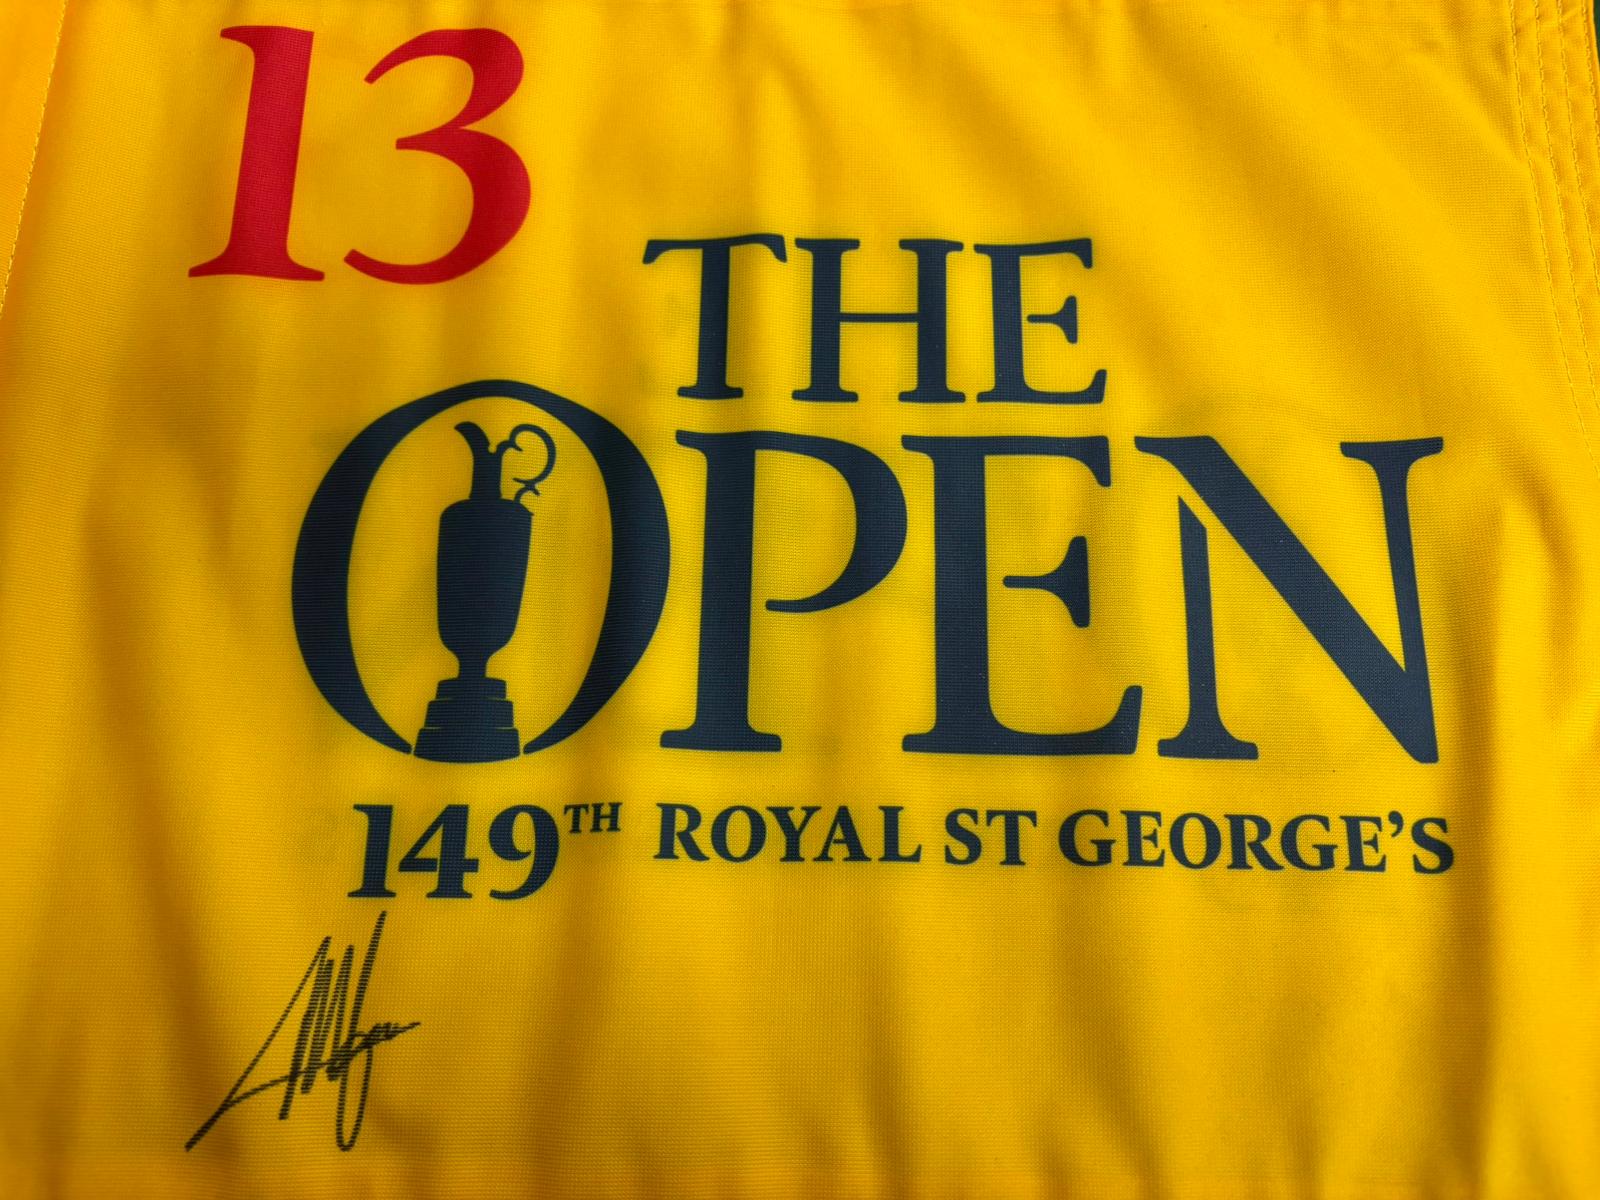 13
THE
OPEN
149TH ROYAL ST GEORGE'S